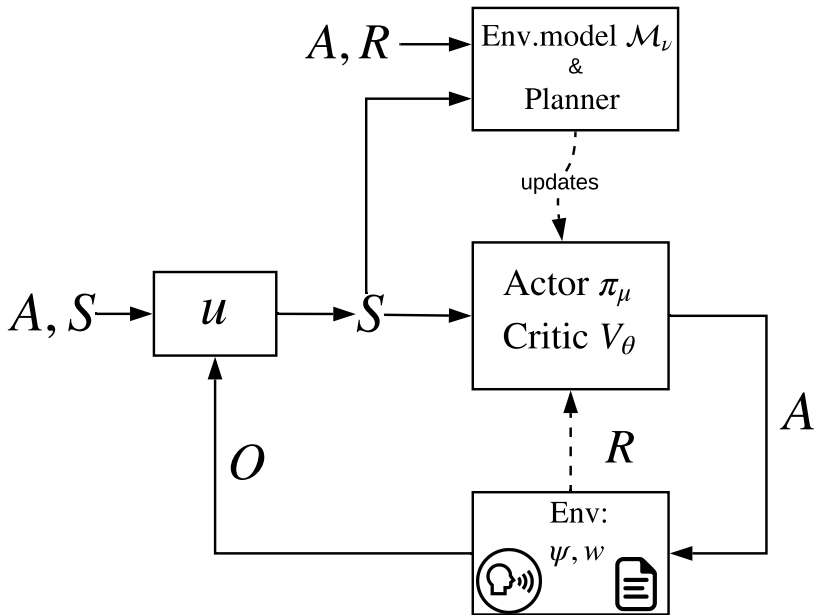 A, R
Env.model ℳ_ν
&
Planner
updates
A, S
u
S
Actor π_μ
Critic V_θ
A
O
R
Env:
ψ, w